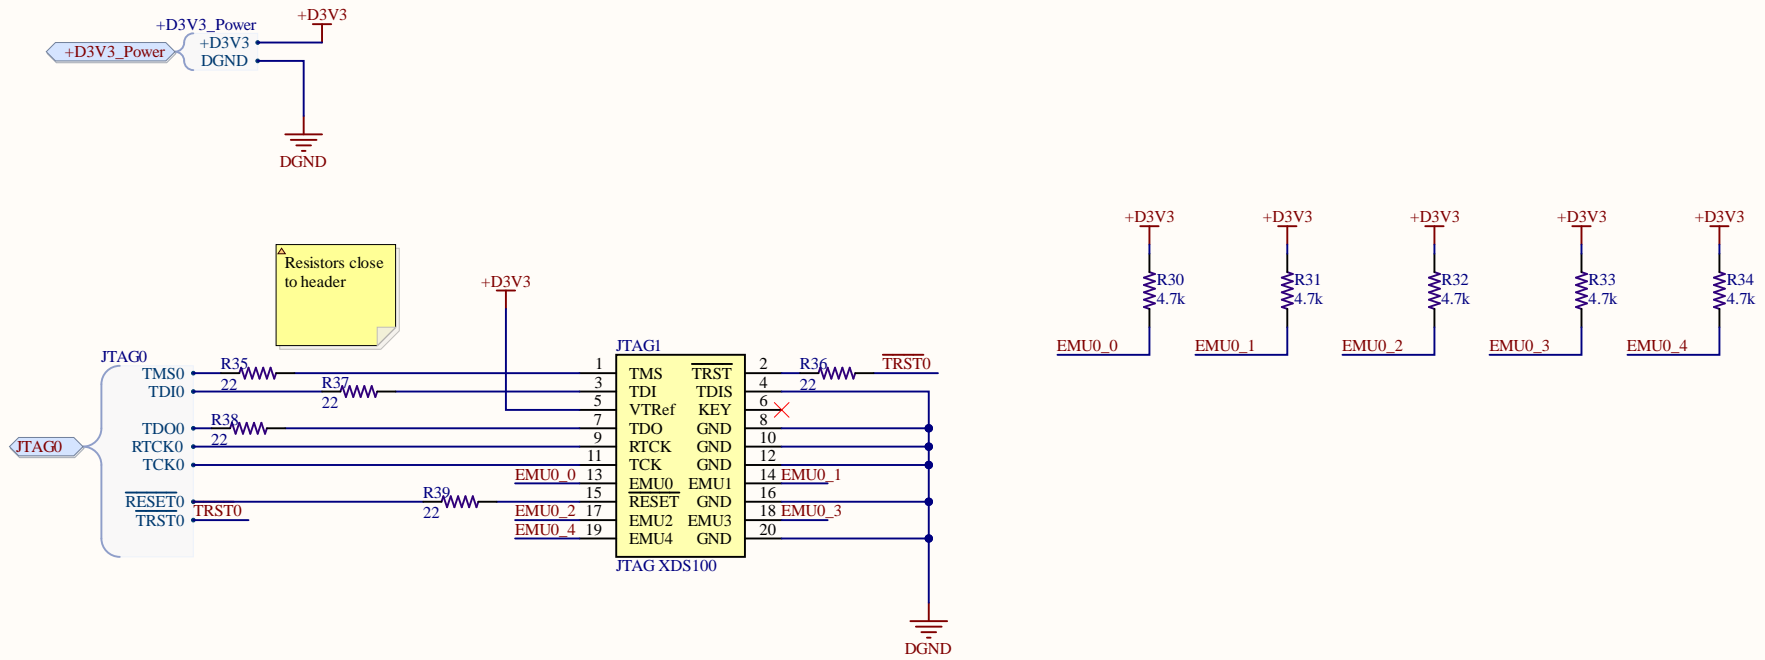 +D3V3_Power
+D3V3
+D3V3_Power
+D3V3
DGND
DGND
Resistors close
to header
+D3V3
+D3V3
+D3V3
+D3V3
+D3V3
+D3V3
R30
4.7k
R31
4.7k
R32
4.7k
R33
4.7k
R34
4.7k
EMU0_0
EMU0_1
EMU0_2
EMU0_3
EMU0_4
JTAG0
JTAG0
TMS0
TDI0
TDO0
RTCK0
TCK0
RESET0
TRST0
TRST0
R35
22
R37
22
R38
22
R39
22
EMU0_0
EMU0_2
EMU0_4
JTAG1
1 TMS TRST 2
3 TDI TDIS 4
5 VTRef KEY 6
7 TDO GND 8
9 RTCK GND 10
11 TCK GND 12
13 EMU0 EMU1 14
15 RESET GND 16
17 EMU2 EMU3 18
19 EMU4 GND 20
JTAG XDS100
R36
22
TRST0
EMU0_1
EMU0_3
DGND